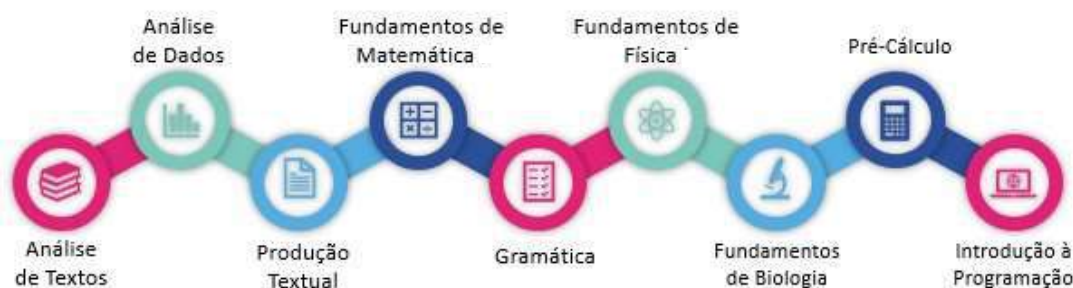 Análise
de Dados
Fundamentos de
Matemática
Fundamentos de
Física
Pré-Cálculo
Análise
de Textos
Produção
Textual
Gramática
Fundamentos
de Biologia
Introdução à
Programação